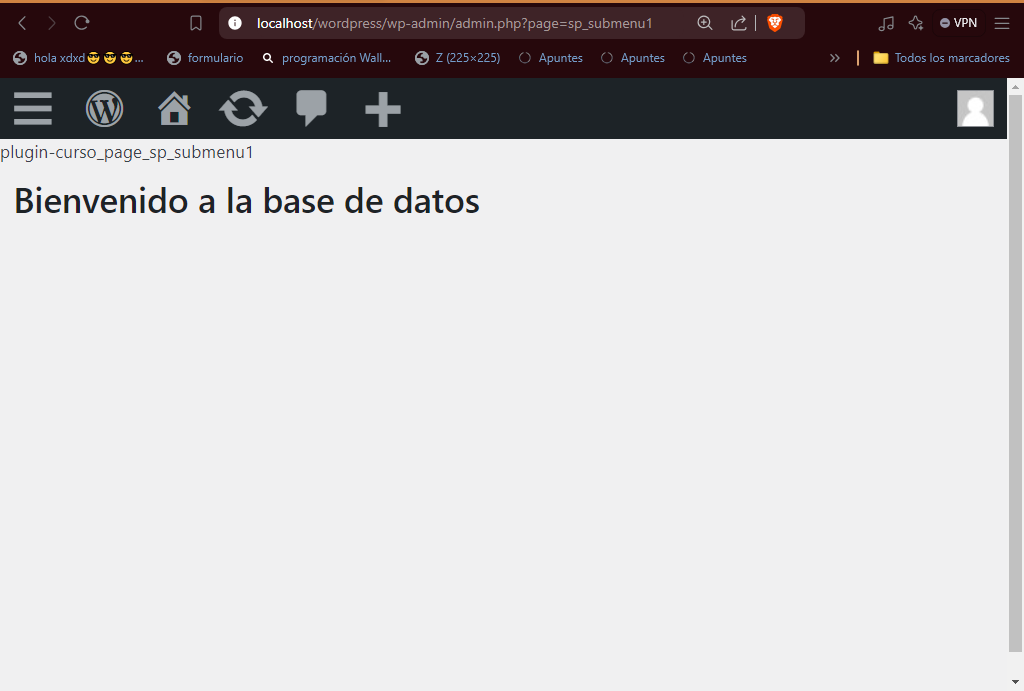 localhost/wordpress/wp-admin/admin.php?page=sp_submenu1
VPN
hola xdxd😎😎😎... formulario programación Wall... Z (225×225) Apuntes Apuntes Apuntes » Todos los marcadores
plugin-curso_page_sp_submenu1
Bienvenido a la base de datos